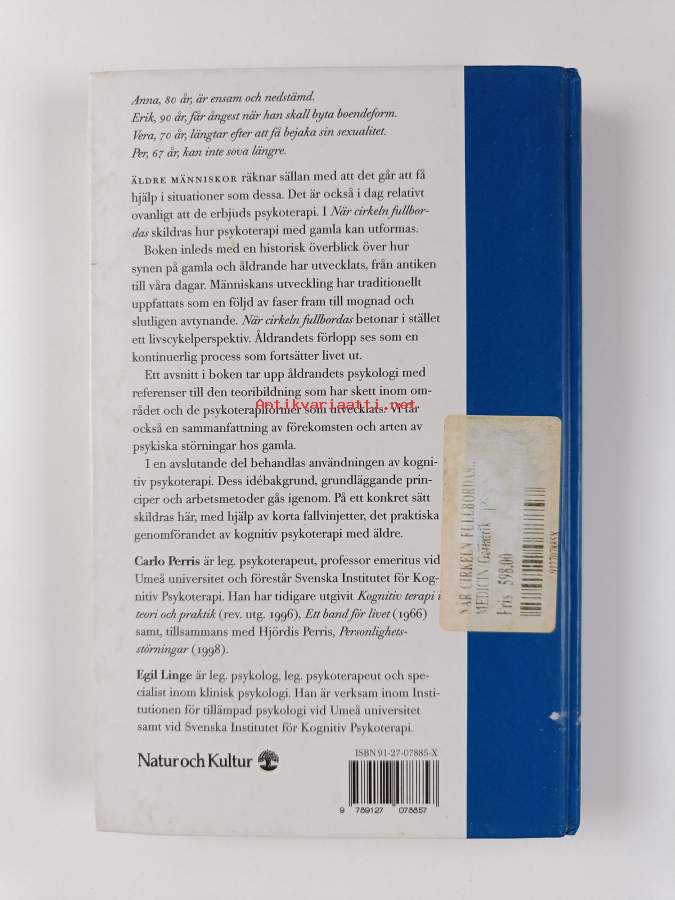 Anna, 80 år, är ensam och nedstämd.
Erik, 90 år, får ångest när han skall byta boendeform.
Vera, 70 år, längtar efter att få bejaka sin sexualitet.
Per, 67 år, kan inte sova längre.
ÄLDRE MÄNNISKOR räknar sällan med att det går att få
hjälp i situationer som dessa. Det är också i dag relativt
ovanligt att de erbjuds psykoterapi. I När cirkeln fullbor-
das skildras hur psykoterapi med gamla kan utformas.
Boken inleds med en historisk överblick över hur
synen på gamla och åldrande har utvecklats, från antiken
till våra dagar. Människans utveckling har traditionellt
uppfattats som en följd av faser fram till mognad och
slutligen avtynande. När cirkeln fullbordas betonar i stället
ett livscykelperspektiv. Åldrandets förlopp ses som en
kontinuerlig process som fortsätter livet ut.
Ett avsnitt i boken tar upp åldrandets psykologi med
referenser till den teoribildning som har skett inom om-
rådet och de psykoterapiformer som utvecklats. Vi får
Antikvariaatti.net
också en sammanfattning av förekomsten och arten av
psykiska störningar hos gamla.
I en avslutande del behandlas användningen av kogni-
tiv psykoterapi. Dess idébakgrund, grundläggande prin-
ciper och arbetsmetoder gås igenom. På ett konkret sätt
skildras här, med hjälp av korta fallvinjetter, det praktiska
genomförandet av kognitiv psykoterapi med äldre.
Carlo Perris är leg. psykoterapeut, professor emeritus vid
Umeå universitet och förestår Svenska Institutet för Kog-
nitiv Psykoterapi. Han har tidigare utgivit Kognitiv terapi i
teori och praktik (rev. utg. 1996), Ett band för livet (1966)
samt, tillsammans med Hjördis Perris, Personlighets-
störningar (1998).
Egil Linge är leg. psykolog, leg. psykoterapeut och spe-
cialist inom klinisk psykologi. Han är verksam inom Insti-
tutionen för tillämpad psykologi vid Umeå universitet
samt vid Svenska Institutet för Kognitiv Psykoterapi.
Natur och Kultur
ISBN 91-27-07885-X
9 789127 078857
NÄR CIRKELN FULLBORDAS..
MEDICIN Geriatrik
Pris 598.00
912707885X